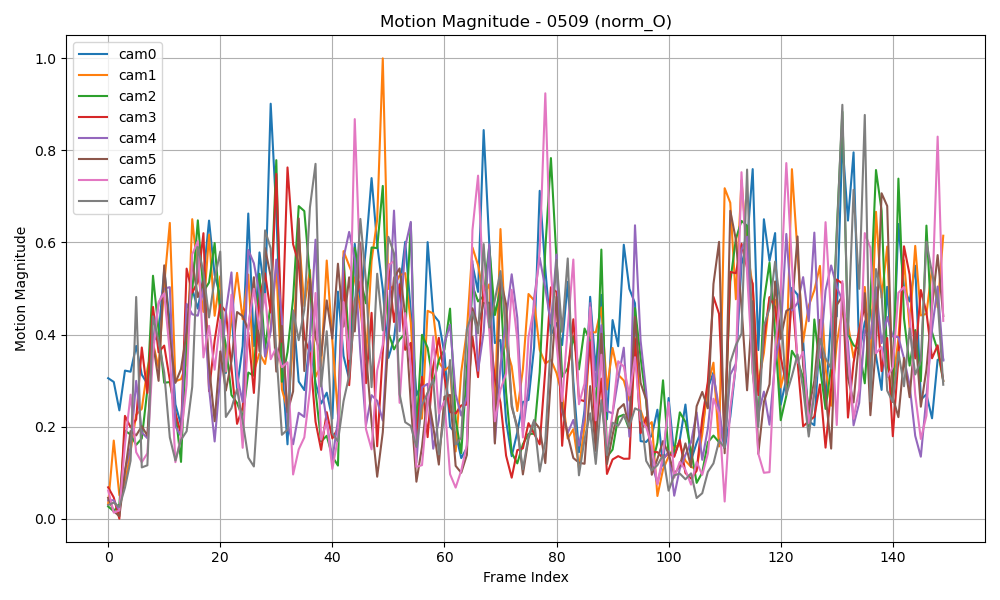 Motion Magnitude - 0509 (norm_O)
cam0
cam1
cam2
cam3
cam4
cam5
cam6
cam7
Motion Magnitude
1.0
0.8
0.6
0.4
0.2
0.0
0 20 40 60 80 100 120 140
Frame Index